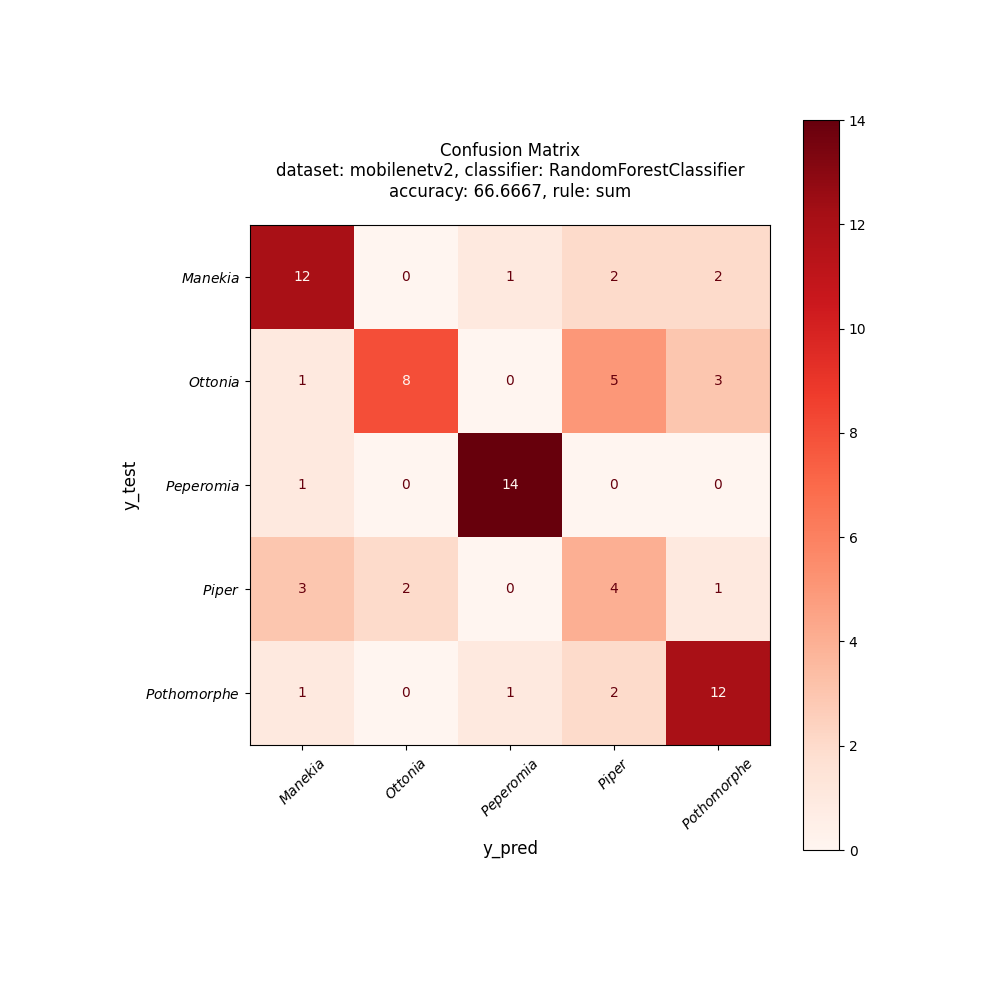 Confusion Matrix
dataset: mobilenetv2, classifier: RandomForestClassifier
accuracy: 66.6667, rule: sum
y_test
Manekia 12 0 1 2 2
Ottonia 1 8 0 5 3
Peperomia 1 0 14 0 0
Piper 3 2 0 4 1
Pothomorphe 1 0 1 2 12
Manekia Ottonia Peperomia Piper Pothomorphe
y_pred
14
12
10
8
6
4
2
0